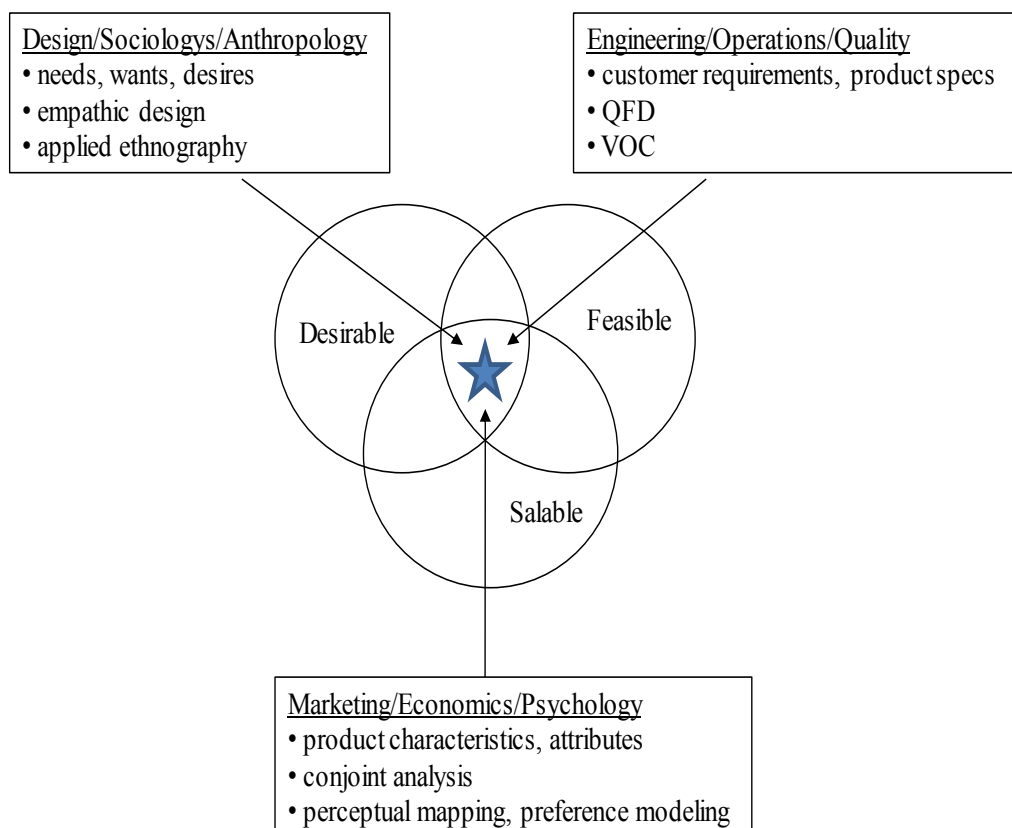 Design/Sociologys/Anthropology
• needs, wants, desires
• empathic design
• applied ethnography
Engineering/Operations/Quality
• customer requirements, product specs
• QFD
• VOC
Desirable
Feasible
Salable
Marketing/Economics/Psychology
• product characteristics, attributes
• conjoint analysis
• perceptual mapping, preference modeling